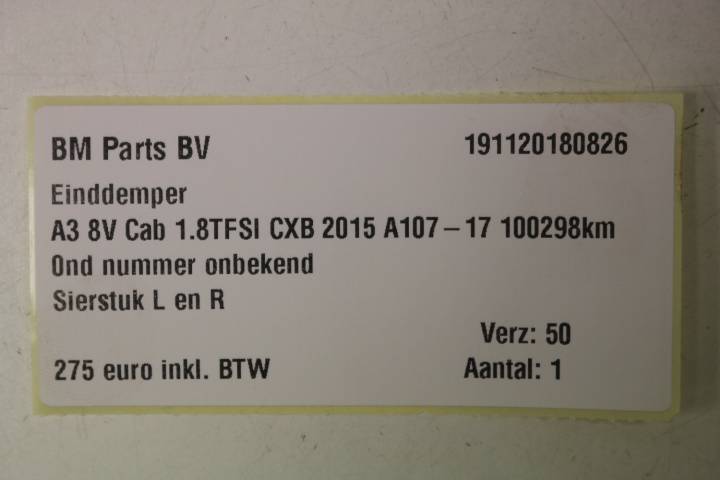 BM Parts BV 191120180826
Einddemper
A3 8V Cab 1.8TFSI CXB 2015 A107-17 100298km
Ond nummer onbekend
Sierstuk L en R
Verz: 50
275 euro inkl. BTW Aantal: 1